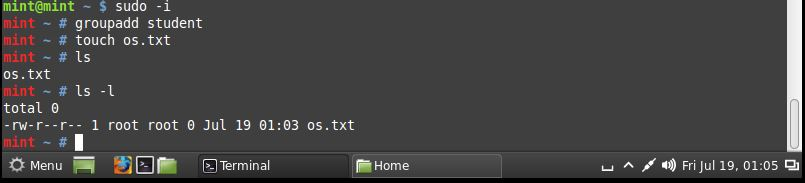 mint@mint ~ $ sudo -i
mint ~ # groupadd student
mint ~ # touch os.txt
mint ~ # ls
os.txt
mint ~ # ls -l
total 0
-rw-r--r-- 1 root root 0 Jul 19 01:03 os.txt
mint ~ #
Menu Terminal Home Fri Jul 19, 01:05